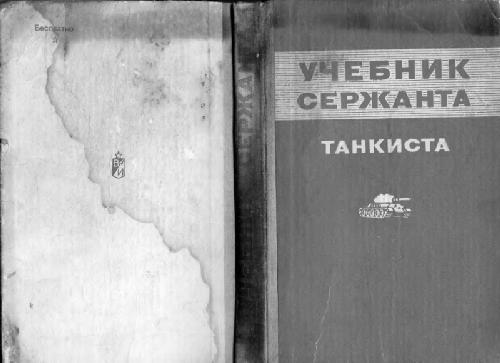 Бесплатно
УЧЕБНИК
СЕРЖАНТА
ТАНКИСТА